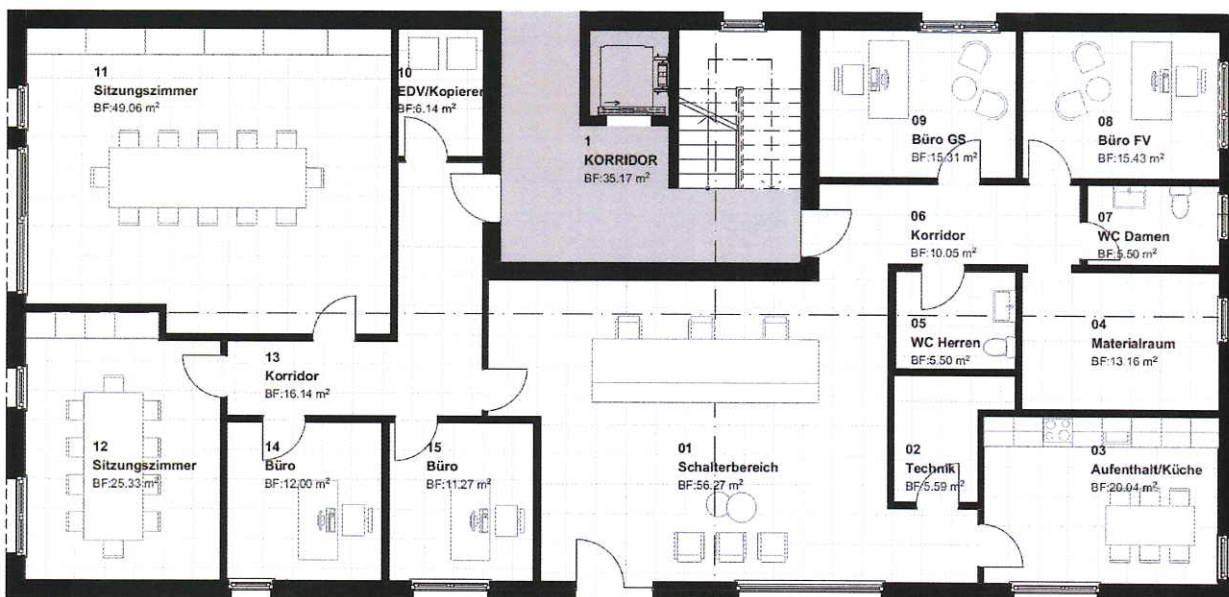 11
Sitzungszimmer
BF:49.06 m²
10
EDV/Kopierer
BF:6.14 m²
1
KORRIDOR
BF:35.17 m²
09
Büro GS
BF:15.31 m²
08
Büro FV
BF:15.43 m²
06
Korridor
BF:10.05 m²
07
WC Damen
BF:5.50 m²
05
WC Herren
BF:5.50 m²
04
Materialraum
BF:13.16 m²
13
Korridor
BF:16.14 m²
12
Sitzungszimmer
BF:25.33 m²
14
Büro
BF:12.00 m²
15
Büro
BF:11.27 m²
01
Schalterbereich
BF:56.27 m²
02
Technik
BF:5.59 m²
03
Aufenthalt/Küche
BF:20.04 m²